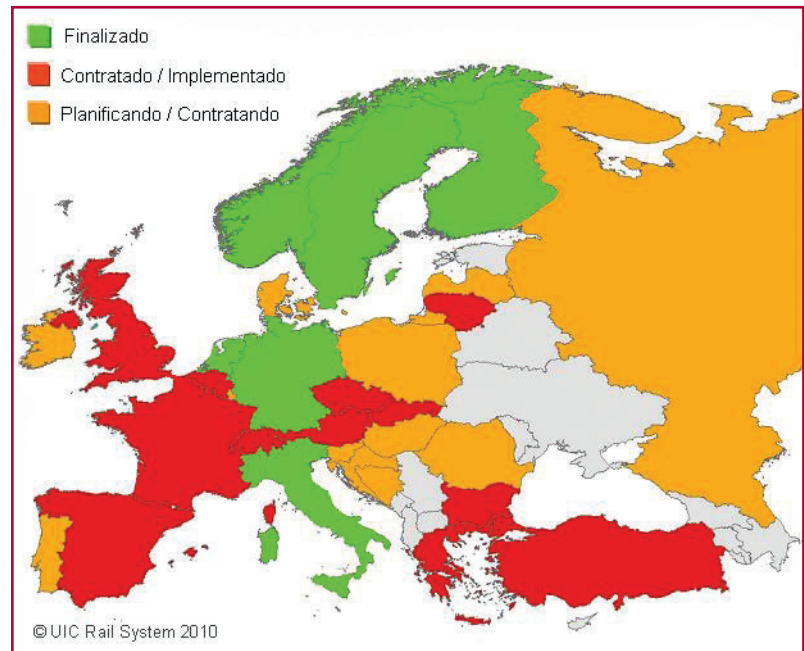 Finalizado
Contratado / Implementado
Planificando / Contratando
© UIC Rail System 2010